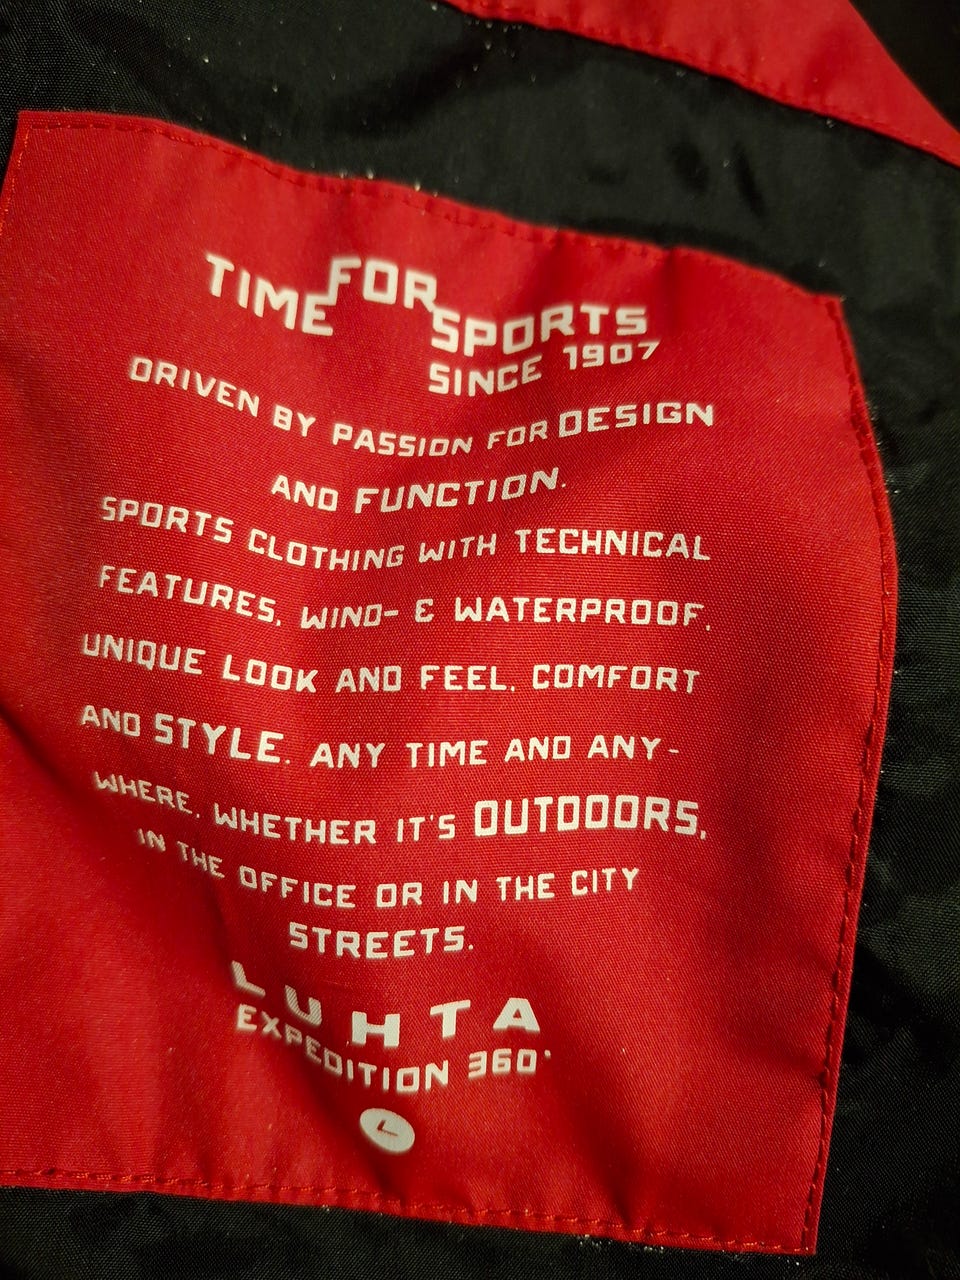 TIME FOR SPORTS
SINCE 1907
DRIVEN BY PASSION FOR DESIGN
AND FUNCTION.
SPORTS CLOTHING WITH TECHNICAL
FEATURES, WIND- & WATERPROOF,
UNIQUE LOOK AND FEEL, COMFORT
AND STYLE. ANY TIME AND ANY-
WHERE, WHETHER IT'S OUTDOORS,
IN THE OFFICE OR IN THE CITY
STREETS.
LUHTA
EXPEDITION 360°
L